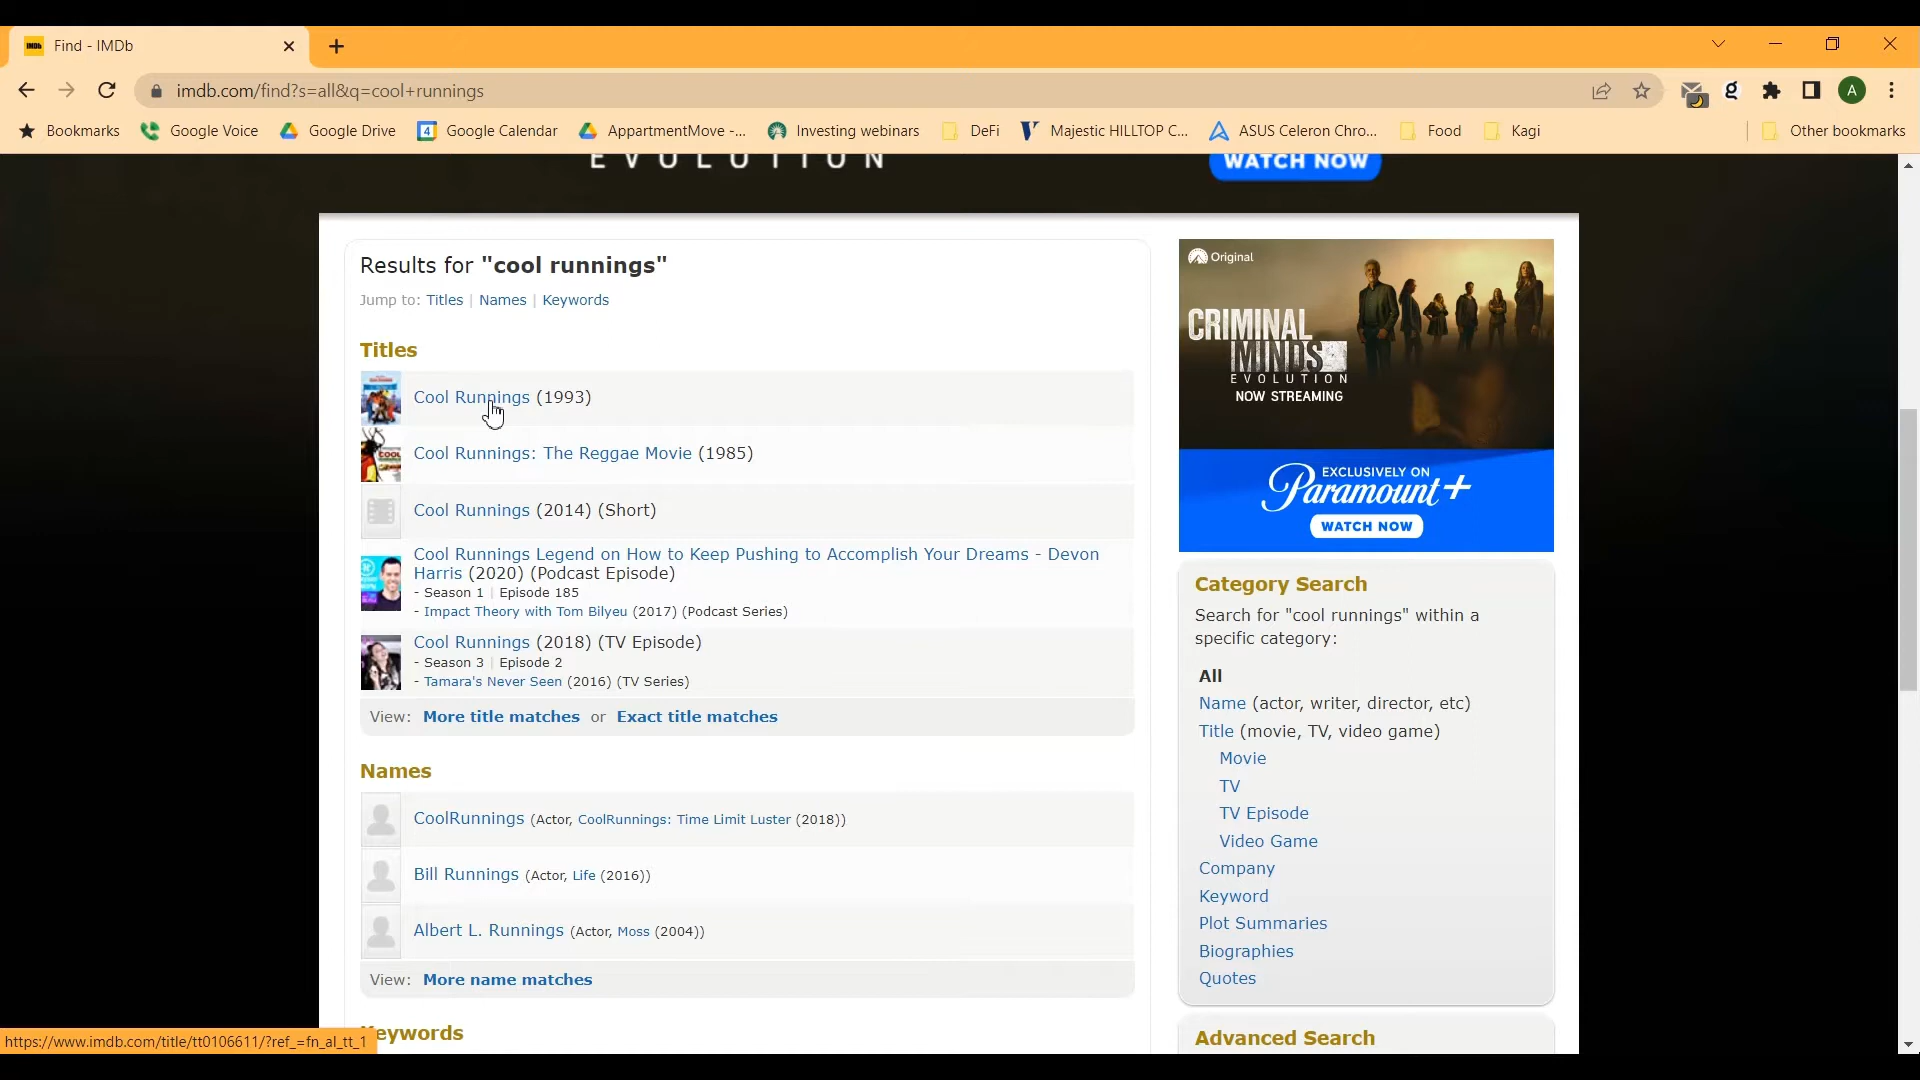 Find - IMDb
imdb.com/find?s=all&q=cool+runnings
A
Bookmarks
Google Voice
Google Drive
4
Google Calendar
AppartmentMove -...
Investing webinars
DeFi
Majestic HILLTOP C...
ASUS Celeron Chro...
Food
Kagi
Other bookmarks
EVOLUTION
WATCH NOW
Results for "cool runnings"
Jump to: Titles | Names | Keywords
Titles
Cool Runnings (1993)
Cool Runnings: The Reggae Movie (1985)
Cool Runnings (2014) (Short)
Cool Runnings Legend on How to Keep Pushing to Accomplish Your Dreams - Devon
Harris (2020) (Podcast Episode)
- Season 1 | Episode 185
- Impact Theory with Tom Bilyeu (2017) (Podcast Series)
Cool Runnings (2018) (TV Episode)
- Season 3 | Episode 2
- Tamara's Never Seen (2016) (TV Series)
View: More title matches or Exact title matches
Names
CoolRunnings (Actor, CoolRunnings: Time Limit Luster (2018))
Bill Runnings (Actor, Life (2016))
Albert L. Runnings (Actor, Moss (2004))
View: More name matches
Keywords
Original
CRIMINAL
MINDS
EVOLUTION
NOW STREAMING
EXCLUSIVELY ON
Paramount+
WATCH NOW
Category Search
Search for "cool runnings" within a
specific category:
All
Name (actor, writer, director, etc)
Title (movie, TV, video game)
Movie
TV
TV Episode
Video Game
Company
Keyword
Plot Summaries
Biographies
Quotes
Advanced Search
https://www.imdb.com/title/tt0106611/?ref_=fn_al_tt_1